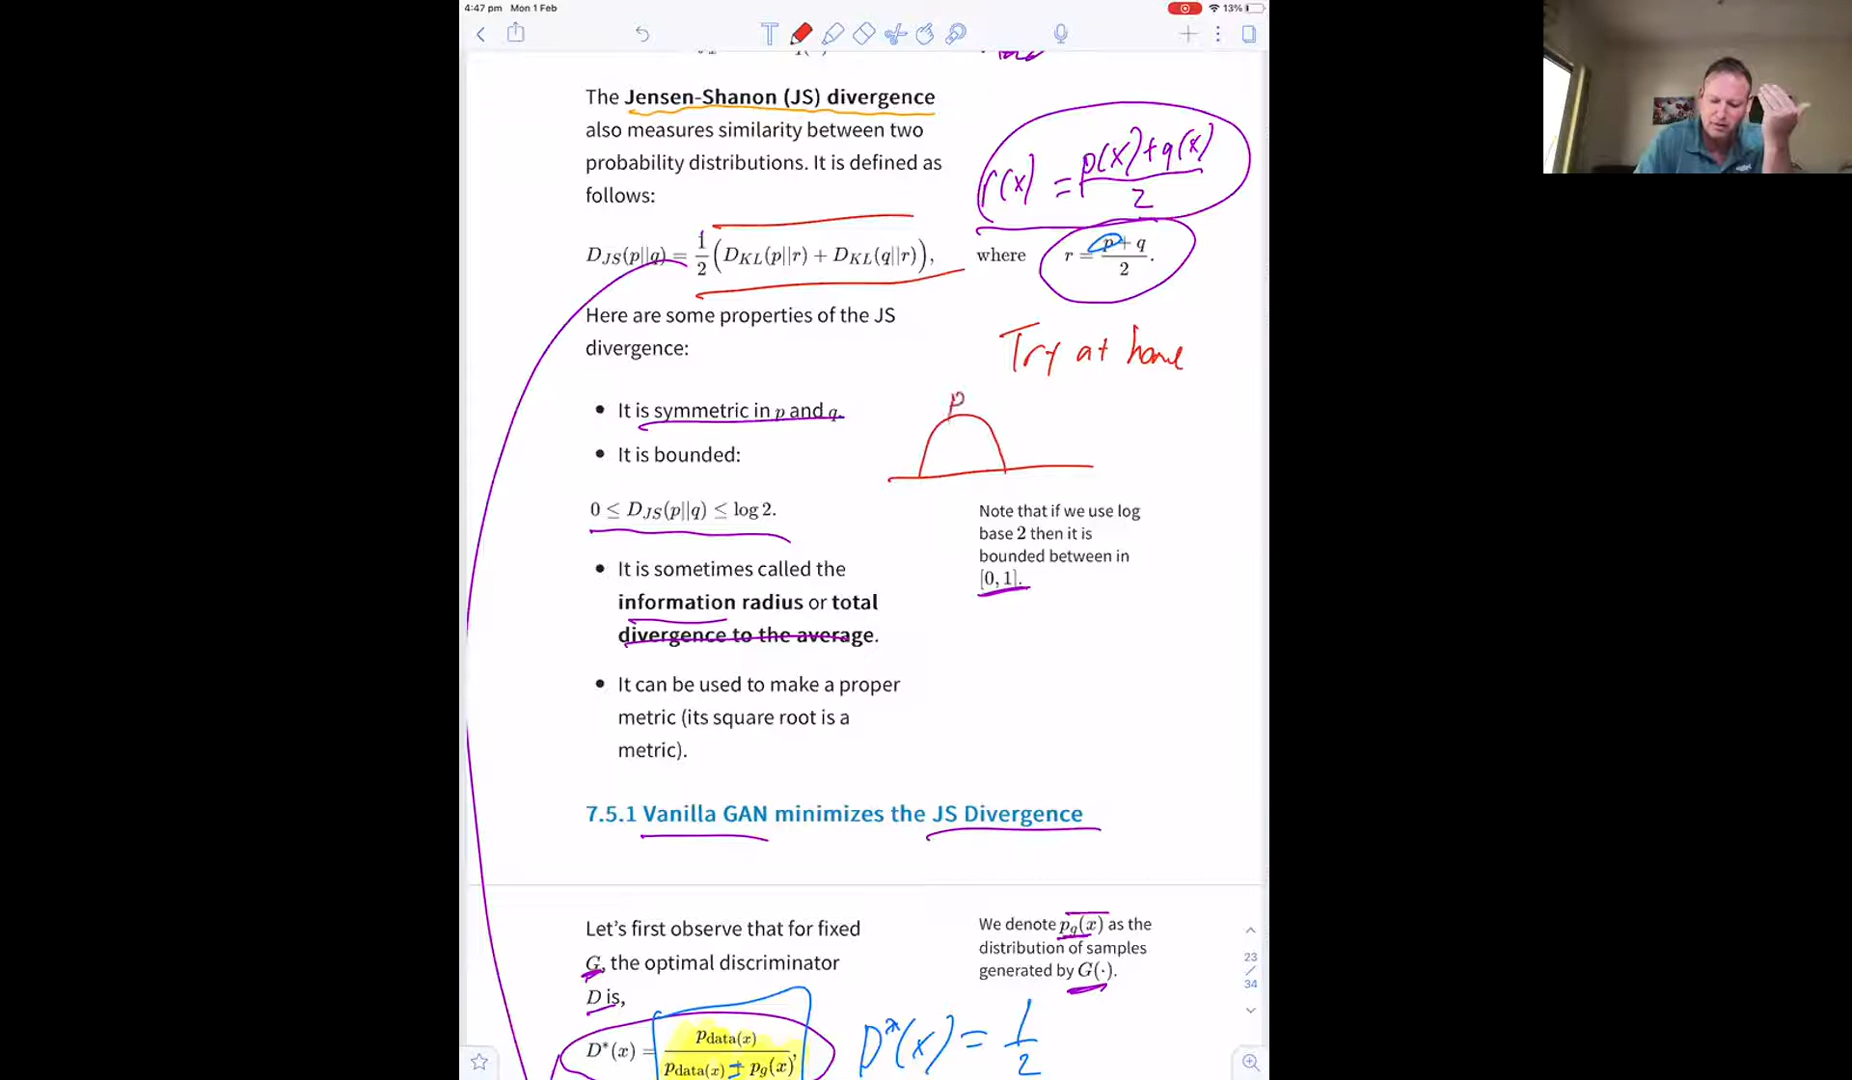 4:47 pm Mon 1 Feb
13%
The Jensen-Shanon (JS) divergence
also measures similarity between two
probability distributions. It is defined as
follows:
r(x) = p(x)+q(x) / 2
D_JS(p||q) = 1/2 (D_KL(p||r) + D_KL(q||r)), where r = p + q / 2.
Here are some properties of the JS
divergence:
Try at home
• It is symmetric in p and q.
p
• It is bounded:
0 ≤ D_JS(p||q) ≤ log 2.
Note that if we use log
base 2 then it is
bounded between in
[0, 1].
• It is sometimes called the
information radius or total
divergence to the average.
• It can be used to make a proper
metric (its square root is a
metric).
7.5.1 Vanilla GAN minimizes the JS Divergence
Let's first observe that for fixed
G, the optimal discriminator
D is,
We denote p_g(x) as the
distribution of samples
generated by G(·).
23
/
34
D*(x) = p_data(x) / p_data(x) + p_g(x),
D*(x) = 1/2